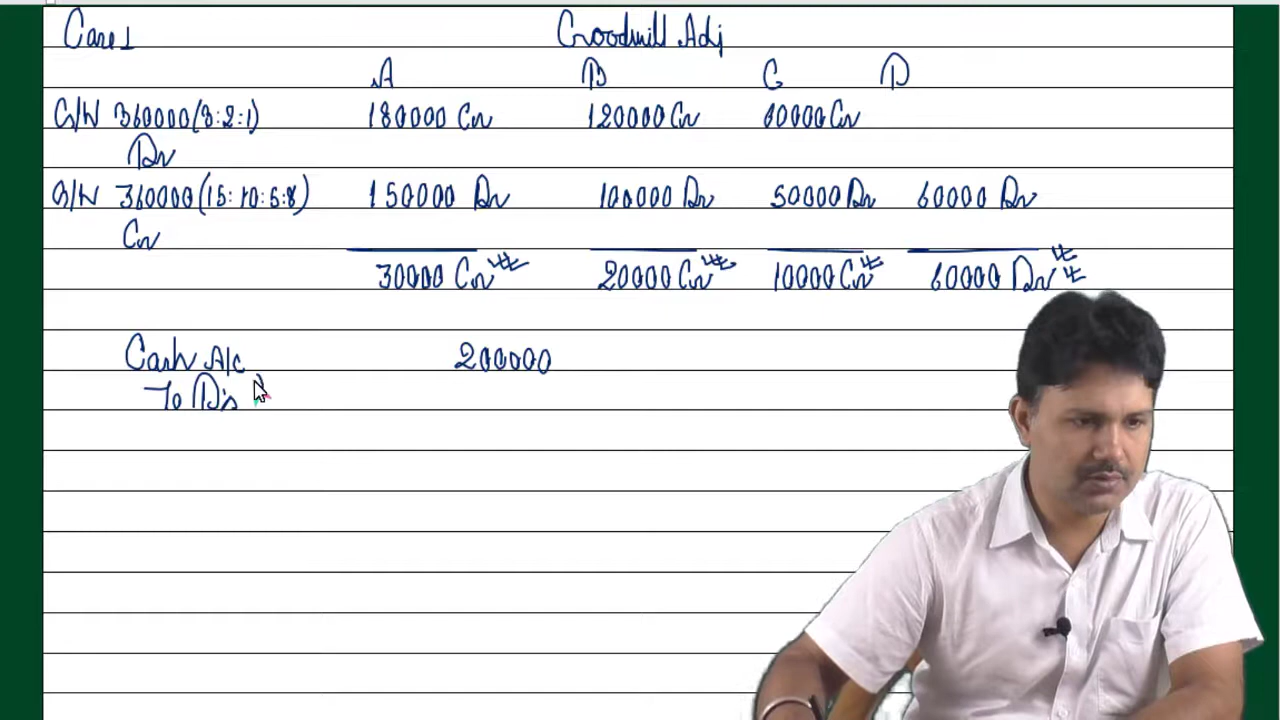 Case 1 Goodwill Adj
A B C D
G/W 360000(3:2:1) 180000 Cr 120000 Cr 60000 Cr
Dr
G/W 360000(15:10:5:6) 150000 Dr 100000 Dr 50000 Dr 60000 Dr
Cr
30000 Cr 20000 Cr 10000 Cr 60000 Dr
Cash A/c 200000
To D's